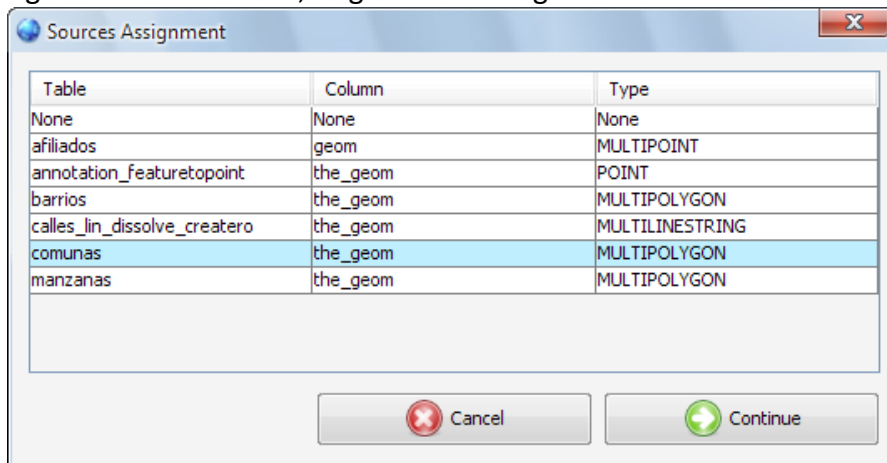 Sources Assignment
Table Column Type
None None None
afiliados geom MULTIPOINT
annotation_featuretopoint the_geom POINT
barrios the_geom MULTIPOLYGON
calles_lin_dissolve_createro the_geom MULTILINESTRING
comunas the_geom MULTIPOLYGON
manzanas the_geom MULTIPOLYGON
Cancel Continue